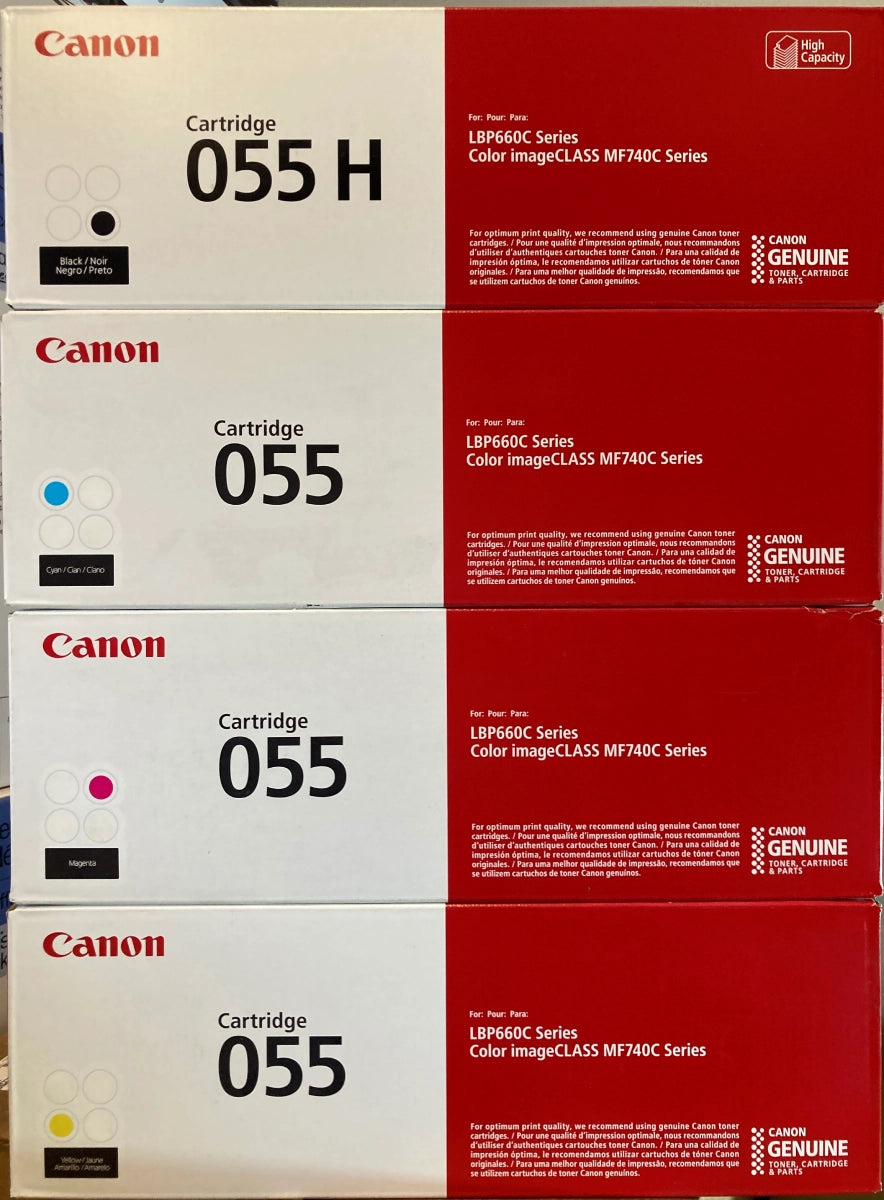 Canon
High
Capacity
Cartridge
055 H
For: Pour: Para:
LBP660C Series
Color imageCLASS MF740C Series
Black / Noir
Negro / Preto
For optimum print quality, we recommend using genuine Canon toner
cartridges. / Pour une qualité d'impression optimale, nous recommandons
d'utiliser d'authentiques cartouches toner Canon. / Para una calidad de
impresión óptima, le recomendamos utilizar cartuchos de tóner Canon
originales. / Para uma melhor qualidade de impressão, recomendamos que
se utilizem cartuchos de toner Canon genuínos.
CANON
GENUINE
TONER, CARTRIDGE
& PARTS
Canon
Cartridge
055
For: Pour: Para:
LBP660C Series
Color imageCLASS MF740C Series
Cyan / Cian / Ciano
For optimum print quality, we recommend using genuine Canon toner
cartridges. / Pour une qualité d'impression optimale, nous recommandons
d'utiliser d'authentiques cartouches toner Canon. / Para una calidad de
impresión óptima, le recomendamos utilizar cartuchos de tóner Canon
originales. / Para uma melhor qualidade de impressão, recomendamos que
se utilizem cartuchos de toner Canon genuínos.
CANON
GENUINE
TONER, CARTRIDGE
& PARTS
Canon
Cartridge
055
For: Pour: Para:
LBP660C Series
Color imageCLASS MF740C Series
Magenta
For optimum print quality, we recommend using genuine Canon toner
cartridges. / Pour une qualité d'impression optimale, nous recommandons
d'utiliser d'authentiques cartouches toner Canon. / Para una calidad de
impresión óptima, le recomendamos utilizar cartuchos de tóner Canon
originales. / Para uma melhor qualidade de impressão, recomendamos que
se utilizem cartuchos de toner Canon genuínos.
CANON
GENUINE
TONER, CARTRIDGE
& PARTS
Canon
Cartridge
055
For: Pour: Para:
LBP660C Series
Color imageCLASS MF740C Series
Yellow / Jaune
Amarillo / Amarelo
For optimum print quality, we recommend using genuine Canon toner
cartridges. / Pour une qualité d'impression optimale, nous recommandons
d'utiliser d'authentiques cartouches toner Canon. / Para una calidad de
impresión óptima, le recomendamos utilizar cartuchos de tóner Canon
originales. / Para uma melhor qualidade de impressão, recomendamos que
se utilizem cartuchos de toner Canon genuínos.
CANON
GENUINE
TONER, CARTRIDGE
& PARTS